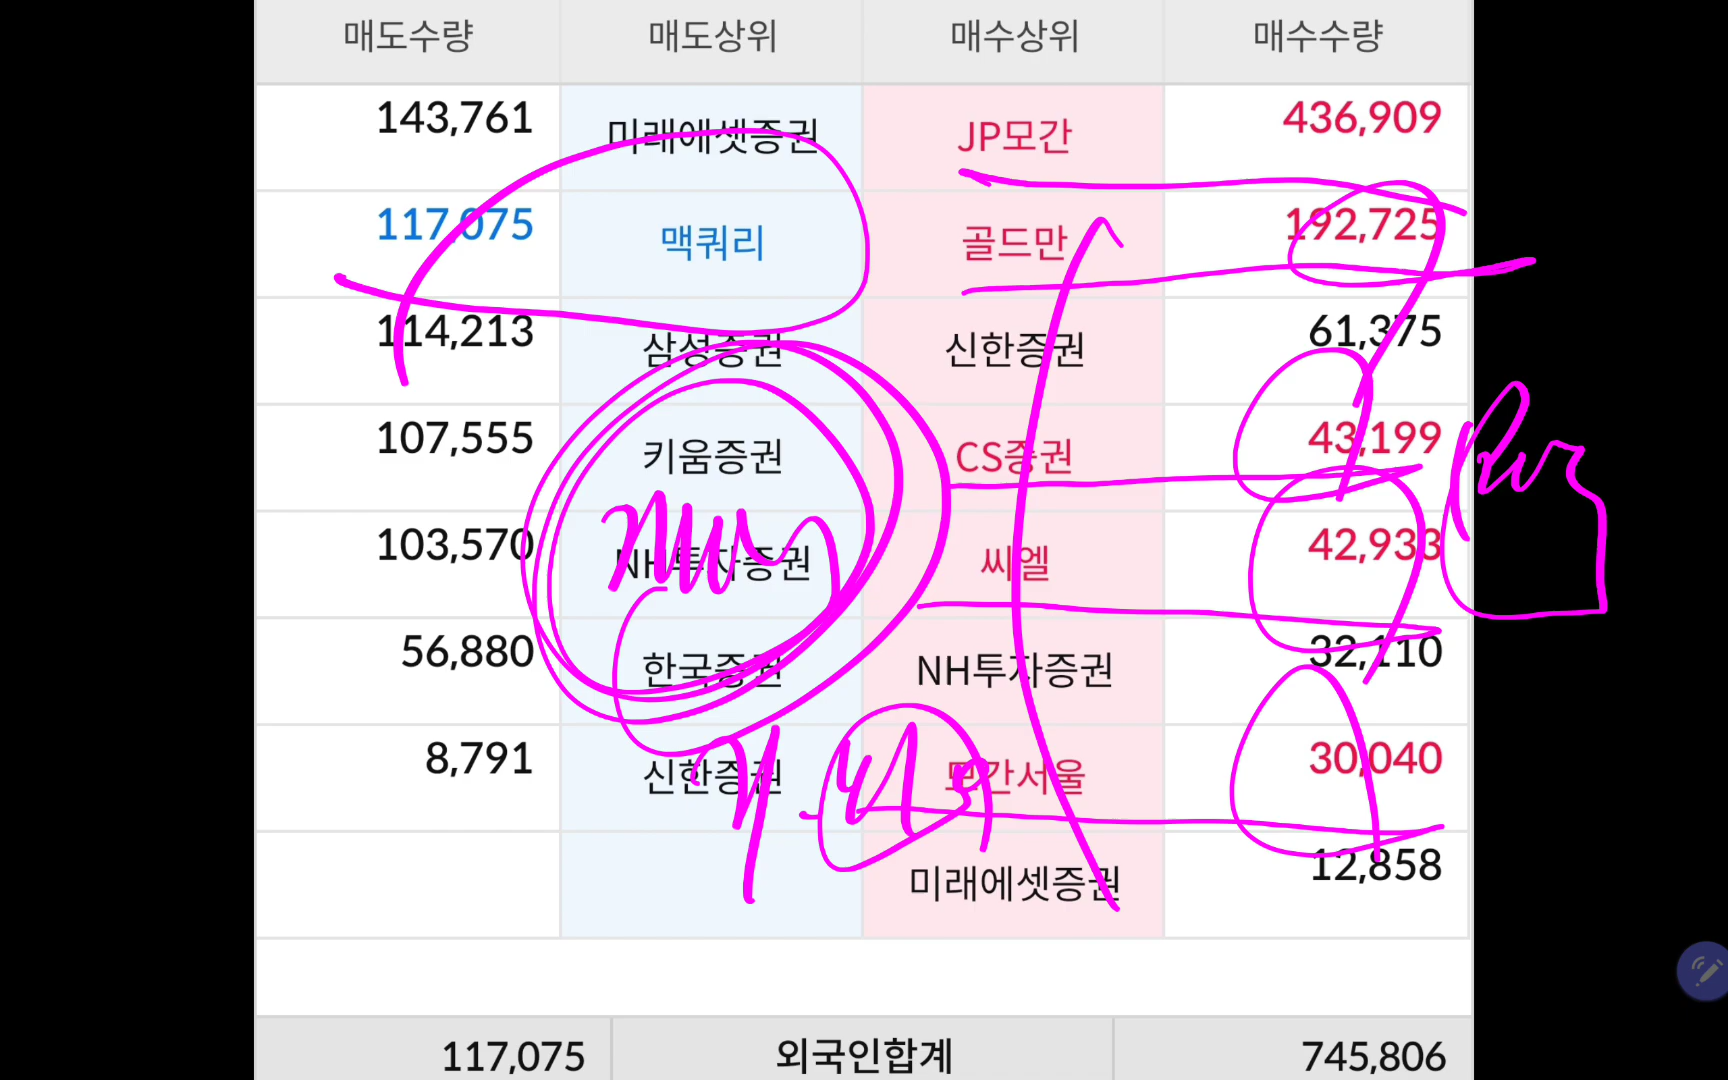 매도수량 매도상위 매수상위 매수수량
143,761 미래에셋증권 JP모간 436,909
117,075 맥쿼리 골드만 192,725
114,213 삼성증권 신한증권 61,375
107,555 키움증권 CS증권 43,199
103,570 NH투자증권 씨엘 42,933
56,880 한국증권 NH투자증권 32,110
8,791 신한증권 모간서울 30,040
미래에셋증권 12,858
117,075 외국인합계 745,806